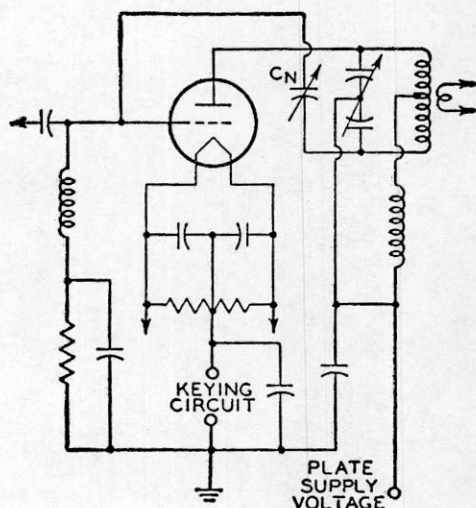 CN
KEYING
CIRCUIT
PLATE
SUPPLY
VOLTAGE